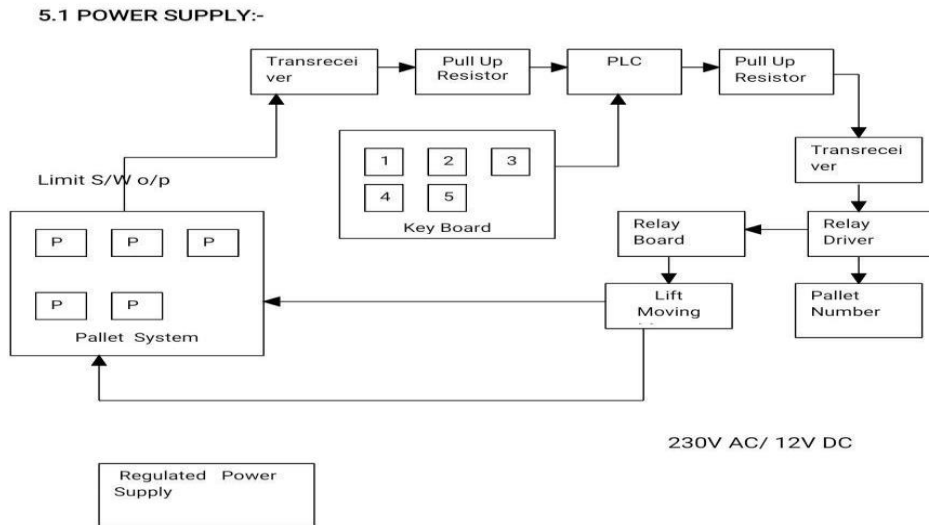 5.1 POWER SUPPLY:-
Transrecei
ver
Pull Up
Resistor
PLC
Pull Up
Resistor
Transrecei
ver
1
2
3
4
5
Key Board
Limit S/W o/p
P
P
P
P
P
Pallet System
Relay
Board
Relay
Driver
Lift
Moving
Pallet
Number
230V AC/ 12V DC
Regulated Power
Supply